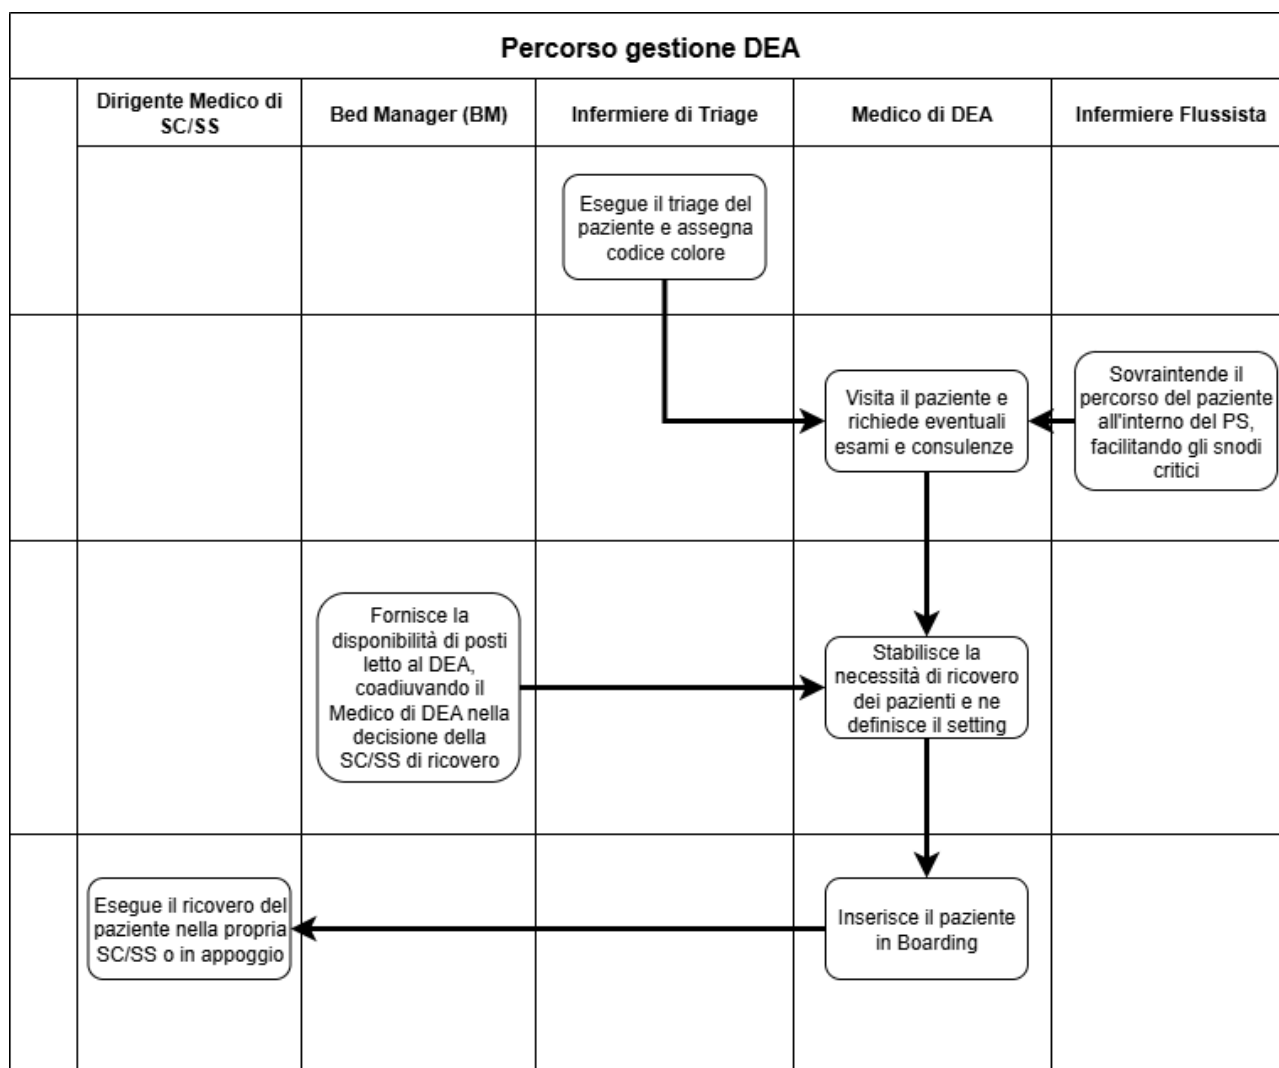 Percorso gestione DEA
Dirigente Medico di
SC/SS
Bed Manager (BM)
Infermiere di Triage
Medico di DEA
Infermiere Flussista
Esegue il triage del
paziente e assegna
codice colore
Visita il paziente e
richiede eventuali
esami e consulenze
Sovraintende il
percorso del paziente
all'interno del PS,
facilitando gli snodi
critici
Fornisce la
disponibilità di posti
letto al DEA,
coadiuvando il
Medico di DEA nella
decisione della
SC/SS di ricovero
Stabilisce la
necessità di ricovero
dei pazienti e ne
definisce il setting
Esegue il ricovero del
paziente nella propria
SC/SS o in appoggio
Inserisce il paziente
in Boarding